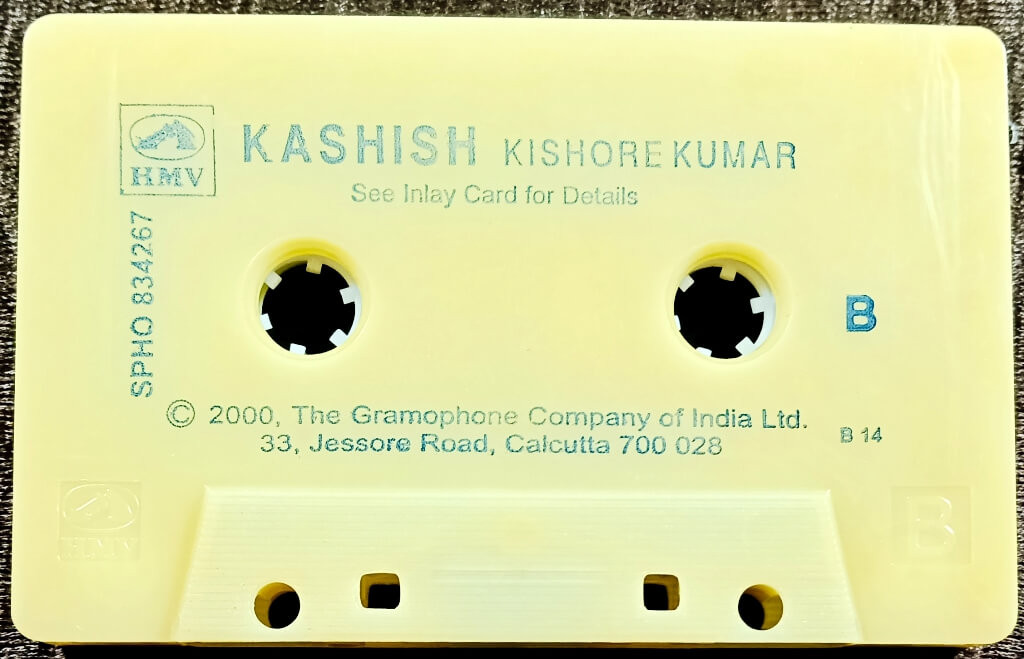 KASHISH KISHORE KUMAR
HMV
See Inlay Card for Details
SPHO 834267
B
© 2000, The Gramophone Company of India Ltd.
33, Jessore Road, Calcutta 700 028
B 14
HMV
B